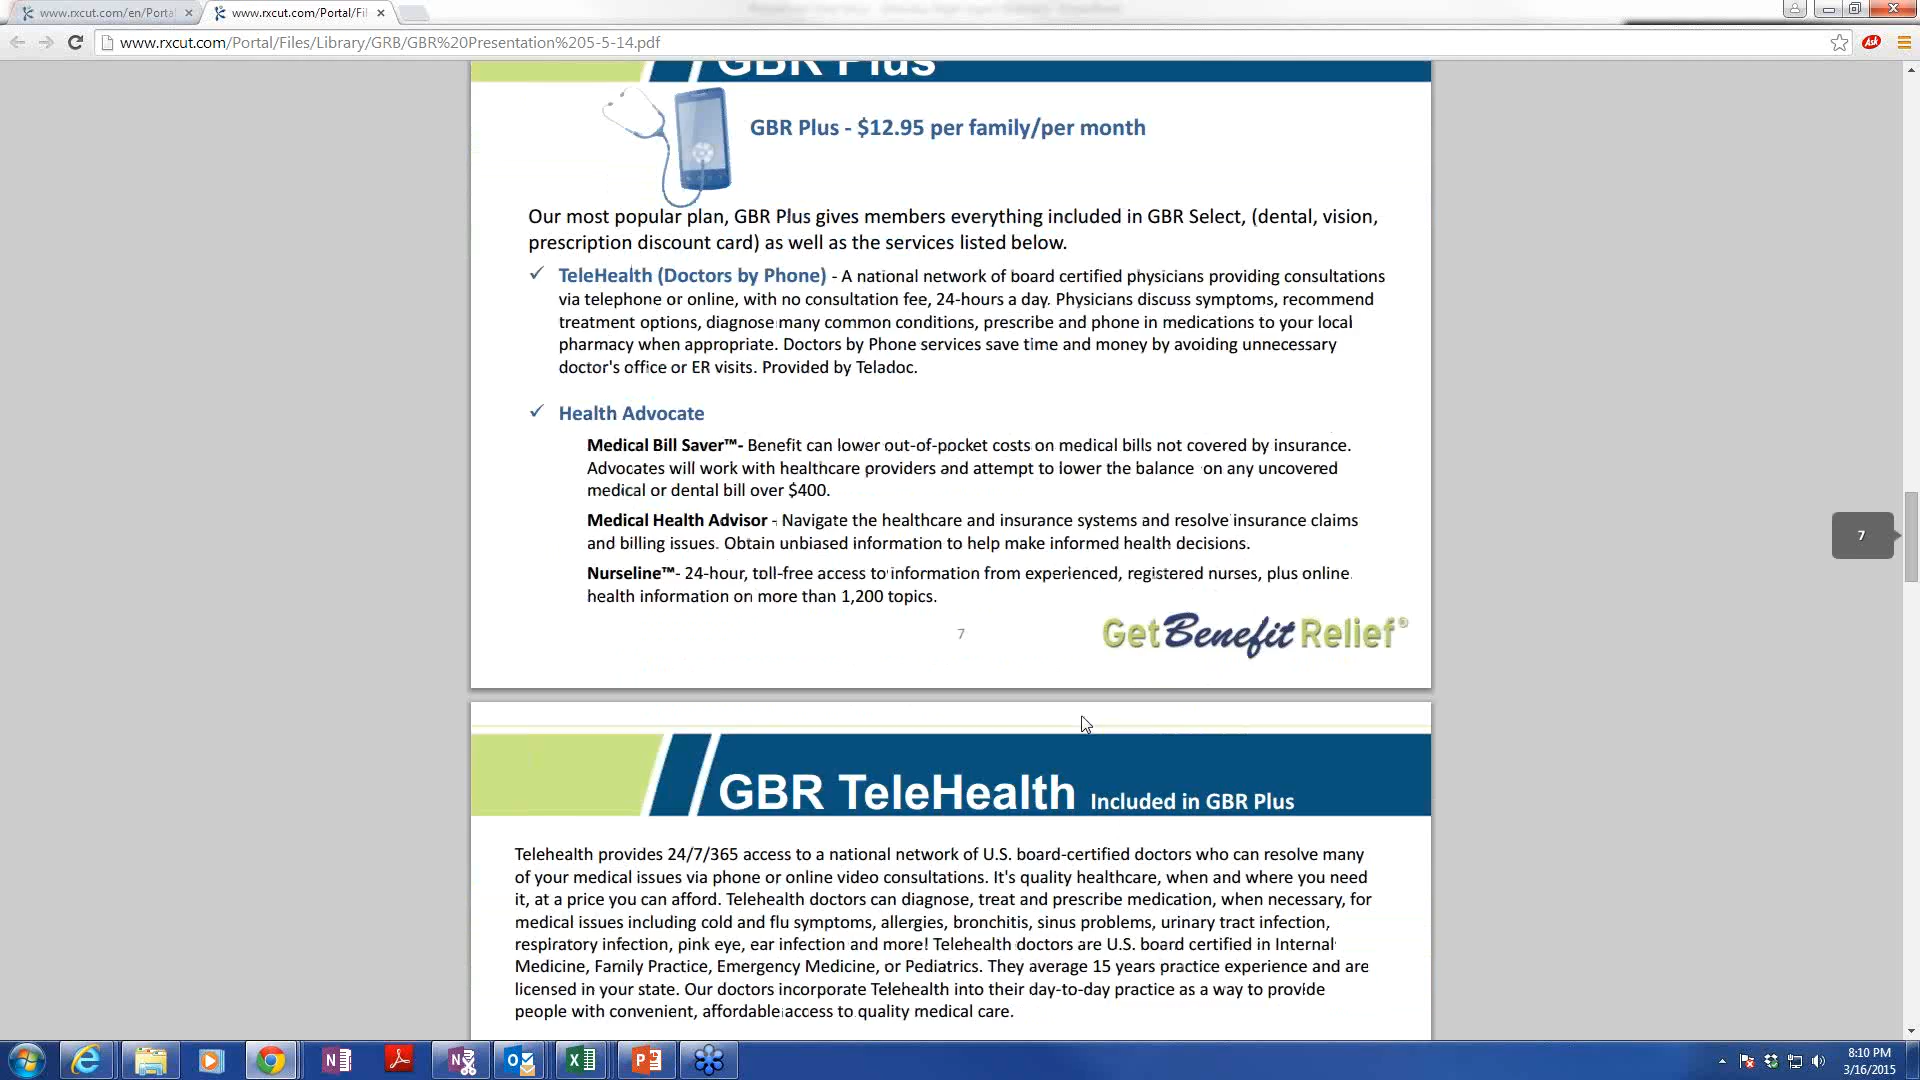 www.rxcut.com/en/Porta
www.rxcut.com/Portal/Fil
www.rxcut.com/Portal/Files/Library/GRB/GBR%20Presentation%205-5-14.pdf
Ask
GBR Plus
GBR Plus - $12.95 per family/per month
Our most popular plan, GBR Plus gives members everything included in GBR Select, (dental, vision,
prescription discount card) as well as the services listed below.
✓ TeleHealth (Doctors by Phone) - A national network of board certified physicians providing consultations
via telephone or online, with no consultation fee, 24-hours a day. Physicians discuss symptoms, recommend
treatment options, diagnose many common conditions, prescribe and phone in medications to your local
pharmacy when appropriate. Doctors by Phone services save time and money by avoiding unnecessary
doctor's office or ER visits. Provided by Teladoc.
✓ Health Advocate
Medical Bill Saver™- Benefit can lower out-of-pocket costs on medical bills not covered by insurance.
Advocates will work with healthcare providers and attempt to lower the balance on any uncovered
medical or dental bill over $400.
Medical Health Advisor - Navigate the healthcare and insurance systems and resolve insurance claims
and billing issues. Obtain unbiased information to help make informed health decisions.
7
Nurseline™- 24-hour, toll-free access to information from experienced, registered nurses, plus online
health information on more than 1,200 topics.
7
GetBenefitRelief®
GBR TeleHealth Included in GBR Plus
Telehealth provides 24/7/365 access to a national network of U.S. board-certified doctors who can resolve many
of your medical issues via phone or online video consultations. It's quality healthcare, when and where you need
it, at a price you can afford. Telehealth doctors can diagnose, treat and prescribe medication, when necessary, for
medical issues including cold and flu symptoms, allergies, bronchitis, sinus problems, urinary tract infection,
respiratory infection, pink eye, ear infection and more! Telehealth doctors are U.S. board certified in Internal
Medicine, Family Practice, Emergency Medicine, or Pediatrics. They average 15 years practice experience and are
licensed in your state. Our doctors incorporate Telehealth into their day-to-day practice as a way to provide
people with convenient, affordable access to quality medical care.
8:10 PM
3/16/2015